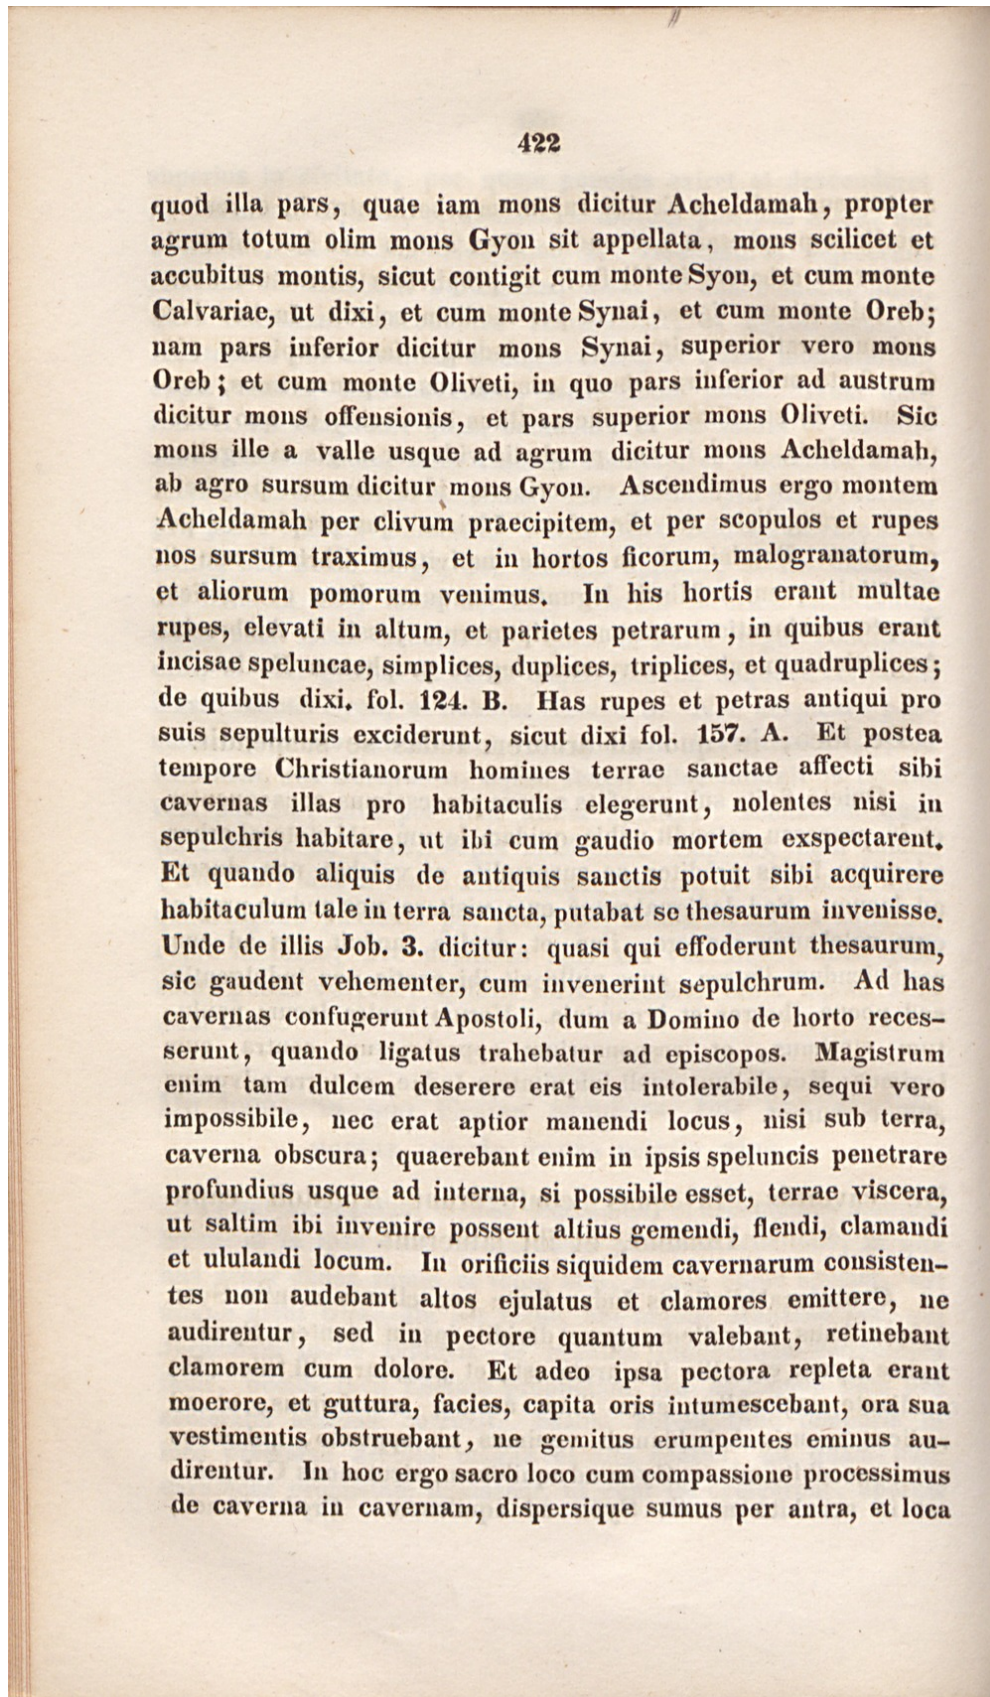 422
quod illa pars, quae iam mons dicitur Acheldamah, propter
agrum totum olim mons Gyon sit appellata, mons scilicet et
accubitus montis, sicut contigit cum monte Syon, et cum monte
Calvariae, ut dixi, et cum monte Synai, et cum monte Oreb;
nam pars inferior dicitur mons Synai, superior vero mons
Oreb; et cum monte Oliveti, in quo pars inferior ad austrum
dicitur mons offensionis, et pars superior mons Oliveti. Sic
mons ille a valle usque ad agrum dicitur mons Acheldamah,
ab agro sursum dicitur mons Gyon. Ascendimus ergo montem
Acheldamah per clivum praecipitem, et per scopulos et rupes
nos sursum traximus, et in hortos ficorum, malogranatorum,
et aliorum pomorum venimus. In his hortis erant multae
rupes, elevati in altum, et parietes petrarum, in quibus erant
incisae speluncae, simplices, duplices, triplices, et quadruplices;
de quibus dixi. fol. 124. B. Has rupes et petras antiqui pro
suis sepulturis exciderunt, sicut dixi fol. 157. A. Et postea
tempore Christianorum homines terrae sanctae affecti sibi
cavernas illas pro habitaculis elegerunt, nolentes nisi in
sepulchris habitare, ut ibi cum gaudio mortem exspectarent.
Et quando aliquis de antiquis sanctis potuit sibi acquirere
habitaculum tale in terra sancta, putabat se thesaurum invenisse.
Unde de illis Job. 3. dicitur: quasi qui effoderunt thesaurum,
sic gaudent vehementer, cum invenerint sepulchrum. Ad has
cavernas confugerunt Apostoli, dum a Domino de horto reces-
serunt, quando ligatus trahebatur ad episcopos. Magistrum
enim tam dulcem deserere erat eis intolerabile, sequi vero
impossibile, nec erat aptior manendi locus, nisi sub terra,
caverna obscura; quaerebant enim in ipsis speluncis penetrare
profundius usque ad interna, si possibile esset, terrae viscera,
ut saltim ibi invenire possent altius gemendi, flendi, clamandi
et ululandi locum. In orificiis siquidem cavernarum consisten-
tes non audebant altos ejulatus et clamores emittere, ne
audirentur, sed in pectore quantum valebant, retinebant
clamorem cum dolore. Et adeo ipsa pectora repleta erant
moerore, et guttura, facies, capita oris intumescebant, ora sua
vestimentis obstruebant, ne gemitus erumpentes eminus au-
direntur. In hoc ergo sacro loco cum compassione processimus
de caverna in cavernam, dispersique sumus per antra, et loca